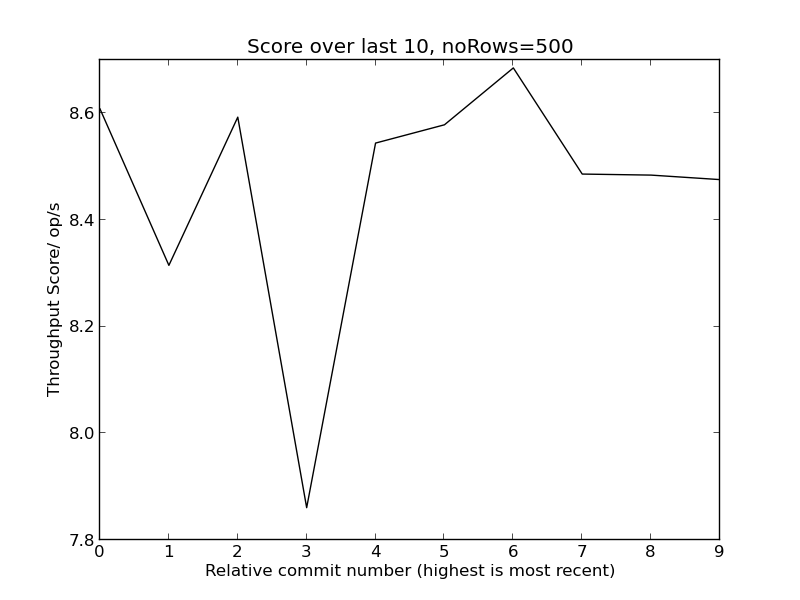 Score over last 10, noRows=500
8.6
8.4
8.2
8.0
7.8
Throughput Score/ op/s
0 1 2 3 4 5 6 7 8 9
Relative commit number (highest is most recent)